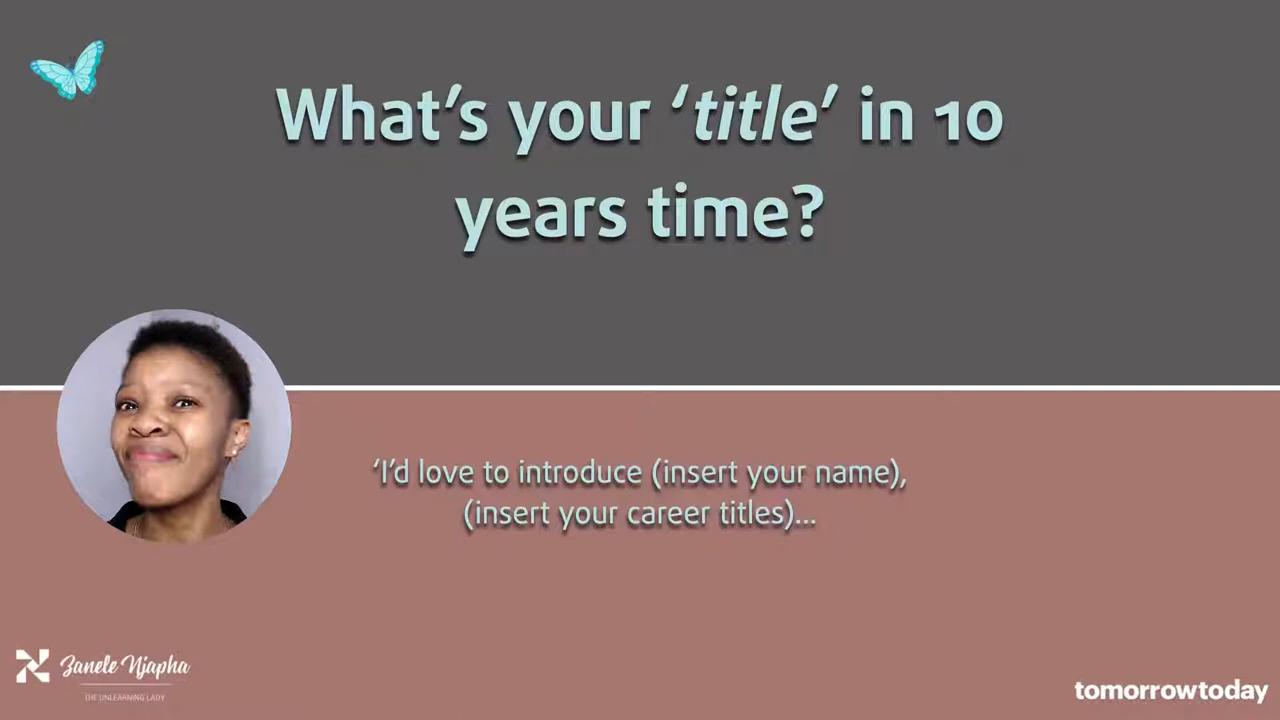 What's your ‘title’ in 10
years time?
‘I'd love to introduce (insert your name),
(insert your career titles)...
Zanele Njapha
THE UNLEARNING LADY
tomorrowtoday